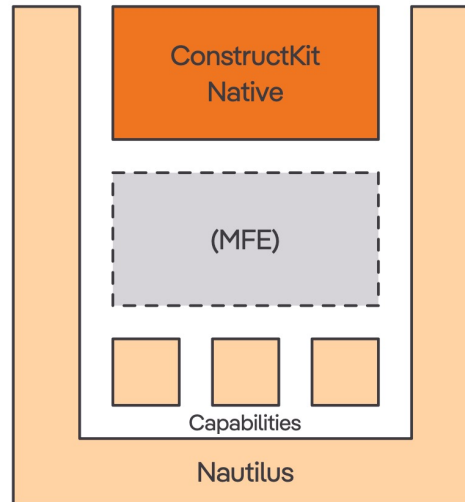 ConstructKit
Native
(MFE)
Capabilities
Nautilus